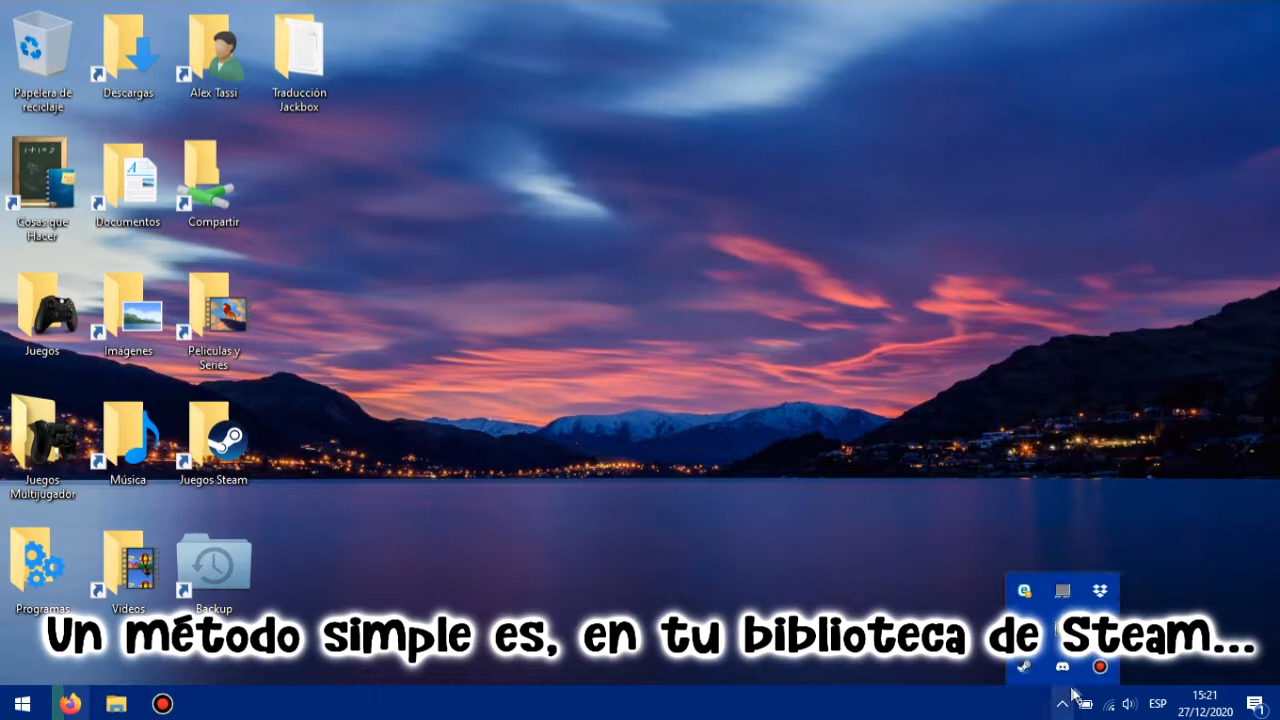 Papelera de
reciclaje
Descargas
Alex Tassi
Traducción
Jackbox
Cosas que
Hacer
Documentos
Compartir
Juegos
Imágenes
Películas y
Series
Juegos
Multijugador
Música
Juegos Steam
Programas
Videos
Backup
Un método simple es, en tu biblioteca de Steam...
ESP
15:21
27/12/2020
1